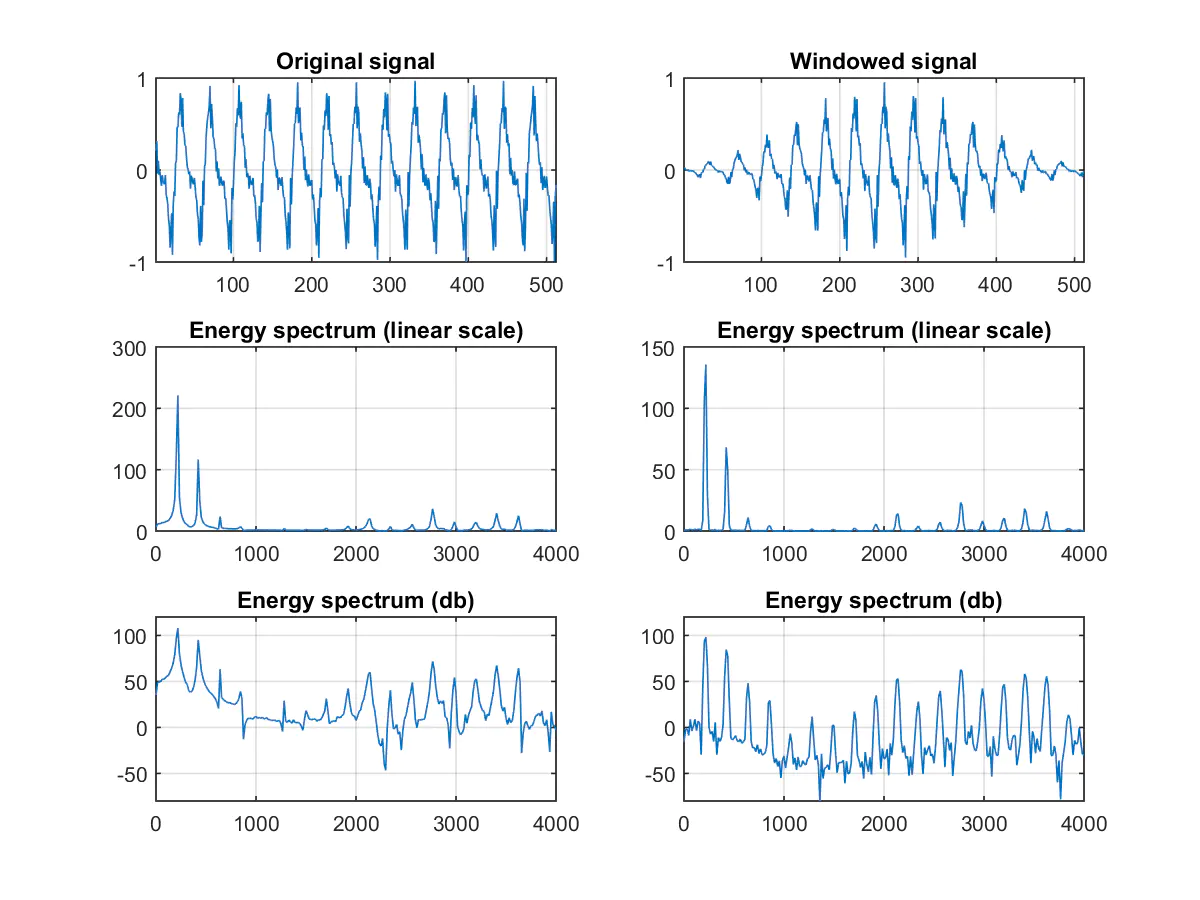 Original signal
1
0
-1
100 200 300 400 500
Windowed signal
1
0
-1
100 200 300 400 500
Energy spectrum (linear scale)
300
200
100
0
0 1000 2000 3000 4000
Energy spectrum (linear scale)
150
100
50
0
0 1000 2000 3000 4000
Energy spectrum (db)
100
50
0
-50
0 1000 2000 3000 4000
Energy spectrum (db)
100
50
0
-50
0 1000 2000 3000 4000